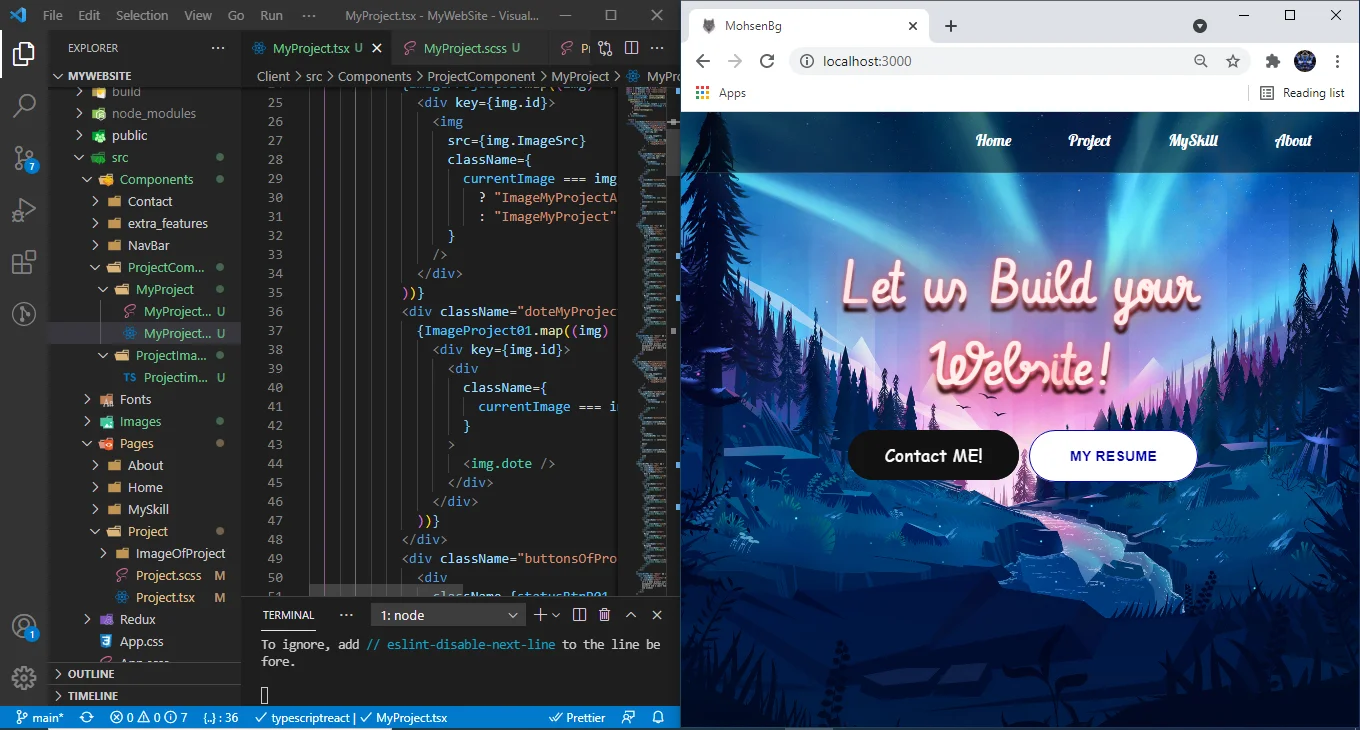 File Edit Selection View Go Run ··· MyProject.tsx - MyWebSite - Visual...
EXPLORER ···
MYWEBSITE
build
node_modules
public
src
Components
Contact
extra_features
NavBar
ProjectCom...
MyProject
MyProject... U
MyProject... U
ProjectIma...
TS Projectim... U
Fonts
Images
Pages
About
Home
MySkill
Project
ImageOfProject
Project.scss M
Project.tsx M
Redux
App.css
OUTLINE
TIMELINE
7
1
MyProject.tsx U
MyProject.scss U
Client > src > Components > ProjectComponent > MyProject >
25 <div key={img.id}>
26 <img
27 src={img.ImageSrc}
28 className={
29 currentImage === img
30 ? "ImageMyProjectA
31 : "ImageMyProject"
32 }
33 />
34 </div>
35 ))}
36 <div className="doteMyProjec
37 {ImageProject01.map((img)
38 <div key={img.id}>
39 <div
40 className={
41 currentImage === i
42 }
43 >
44 <img.dote />
45 </div>
46 </div>
47 ))}
48 </div>
49 <div className="buttonsOfPro
50 <div
TERMINAL ··· 1: node
To ignore, add // eslint-disable-next-line to the line be
fore.
main* 0 0 7 {..} : 36 typescriptreact | MyProject.tsx Prettier
MohsenBg
localhost:3000
Apps Reading list
Home Project MySkill About
Let us Build your
Website!
Contact ME! MY RESUME